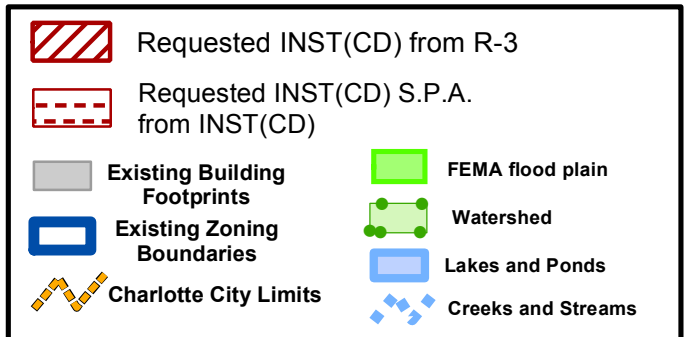 Requested INST(CD) from R-3
Requested INST(CD) S.P.A.
from INST(CD)
Existing Building
Footprints
Existing Zoning
Boundaries
Charlotte City Limits
FEMA flood plain
Watershed
Lakes and Ponds
Creeks and Streams